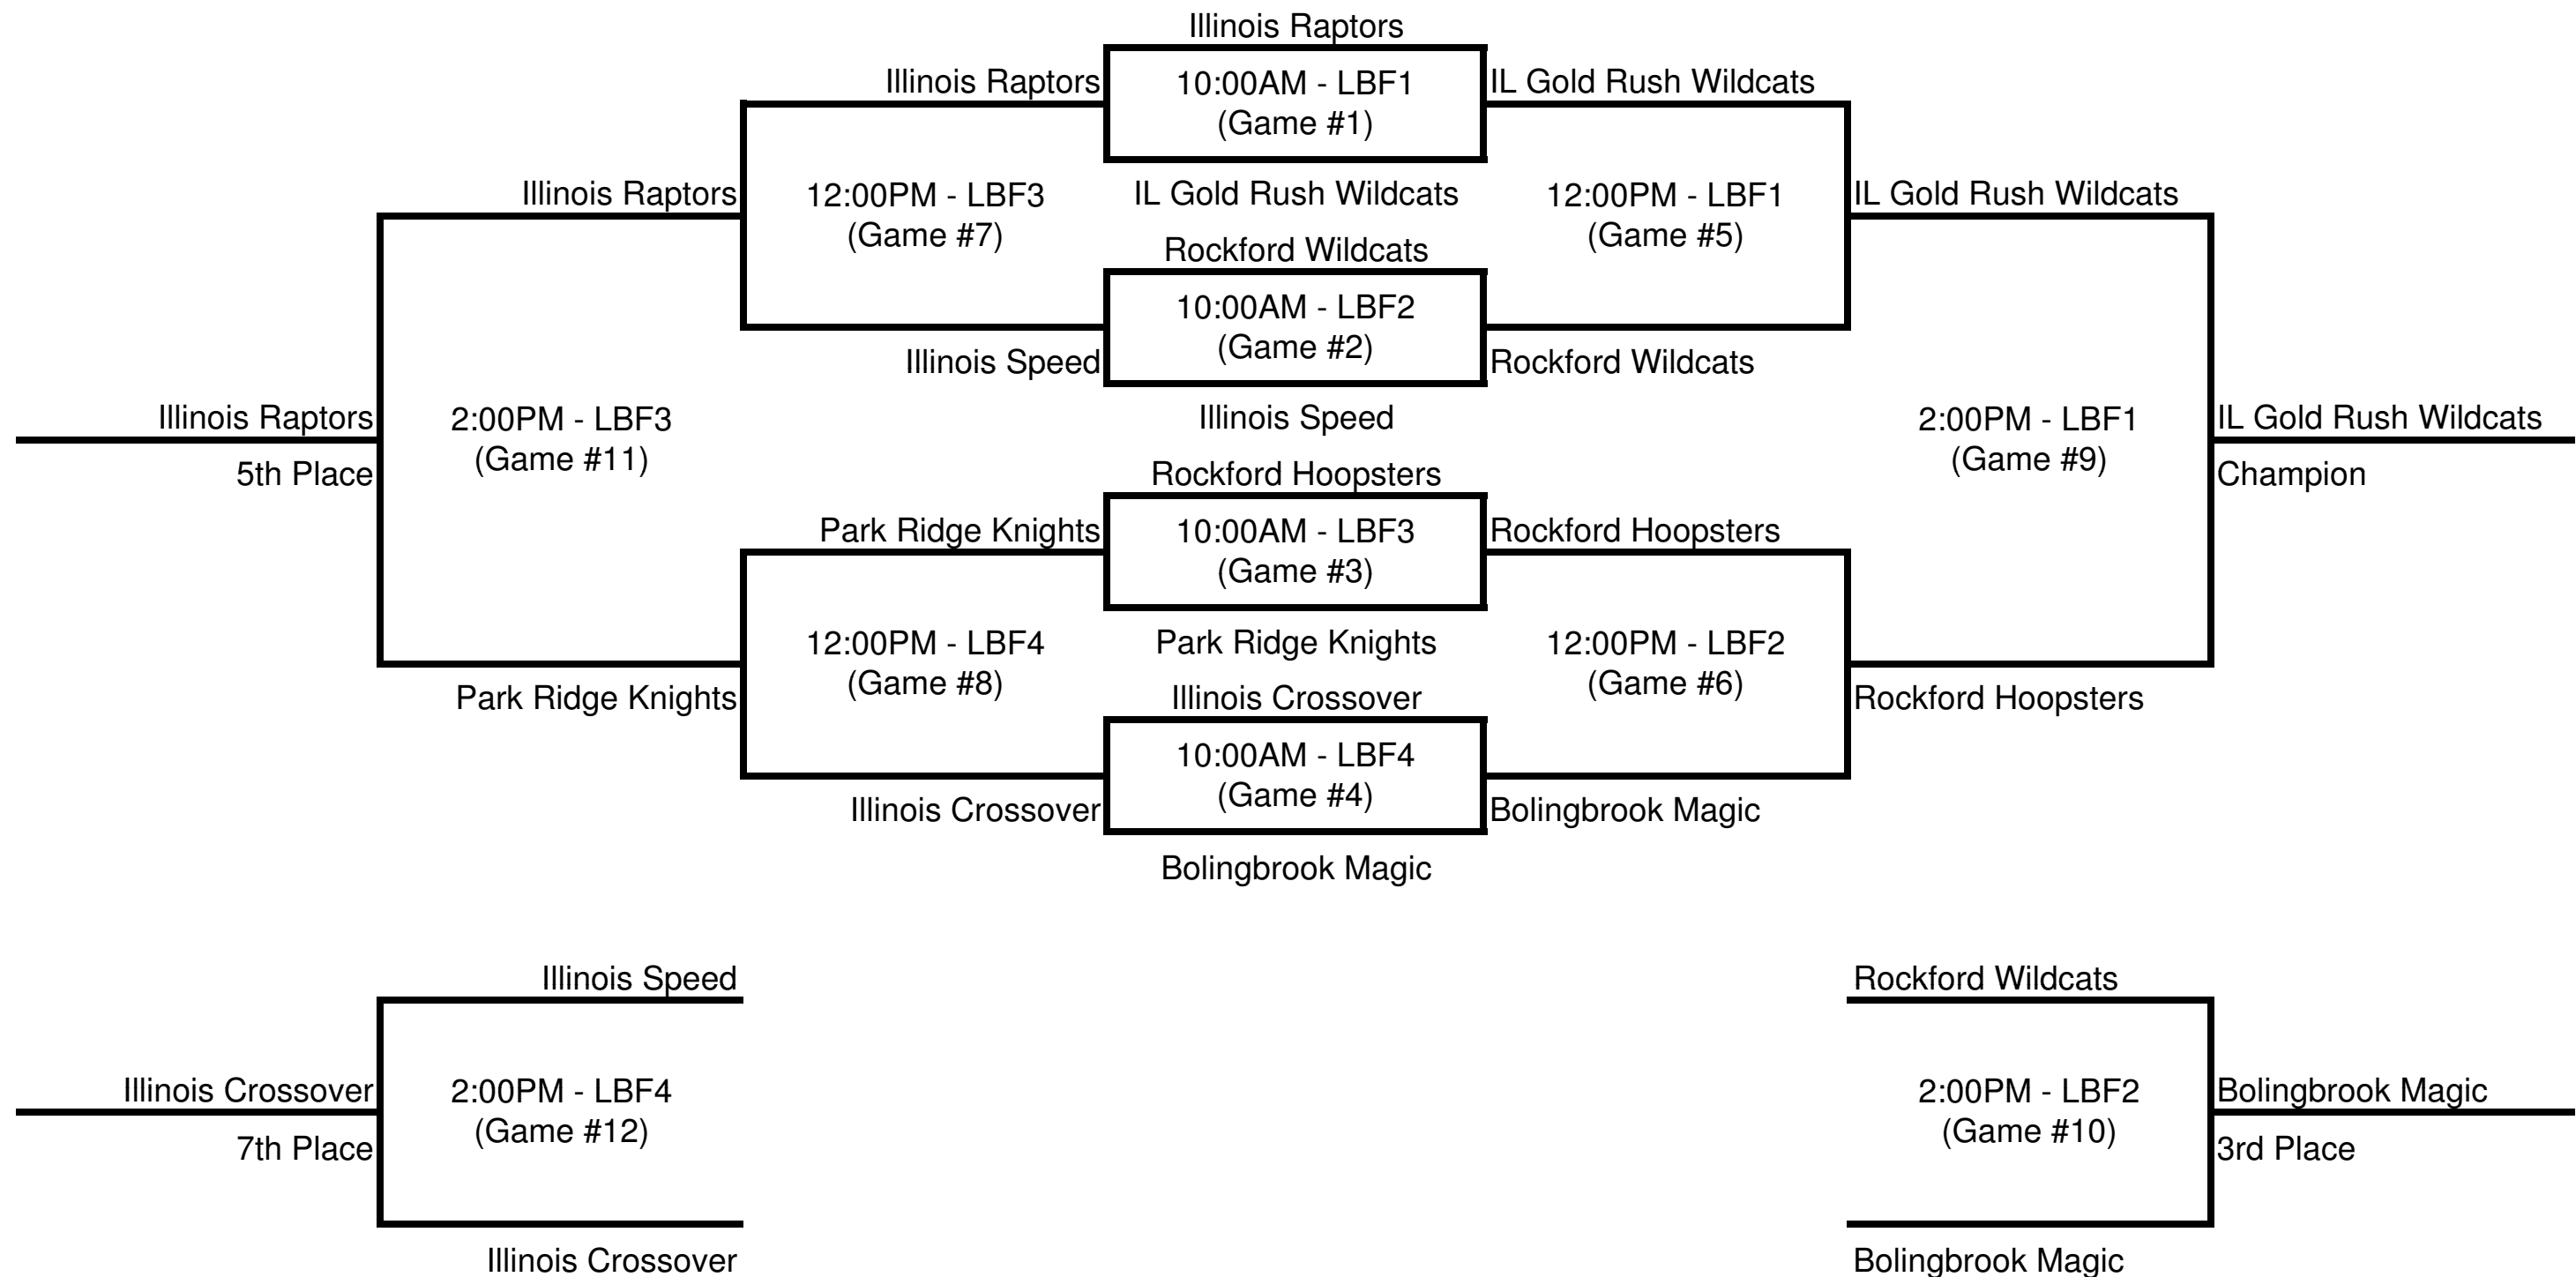 Illinois Raptors
Illinois Raptors
10:00AM - LBF1
(Game #1)
IL Gold Rush Wildcats
Illinois Raptors
12:00PM - LBF3
(Game #7)
IL Gold Rush Wildcats
12:00PM - LBF1
(Game #5)
IL Gold Rush Wildcats
Rockford Wildcats
10:00AM - LBF2
(Game #2)
Illinois Speed
Rockford Wildcats
Illinois Raptors
5th Place
2:00PM - LBF3
(Game #11)
Illinois Speed
2:00PM - LBF1
(Game #9)
IL Gold Rush Wildcats
Champion
Rockford Hoopsters
Park Ridge Knights
10:00AM - LBF3
(Game #3)
Rockford Hoopsters
12:00PM - LBF4
(Game #8)
Park Ridge Knights
12:00PM - LBF2
(Game #6)
Park Ridge Knights
Illinois Crossover
Rockford Hoopsters
10:00AM - LBF4
(Game #4)
Illinois Crossover
Bolingbrook Magic
Bolingbrook Magic
Illinois Speed
Rockford Wildcats
Illinois Crossover
7th Place
2:00PM - LBF4
(Game #12)
2:00PM - LBF2
(Game #10)
Bolingbrook Magic
3rd Place
Illinois Crossover
Bolingbrook Magic